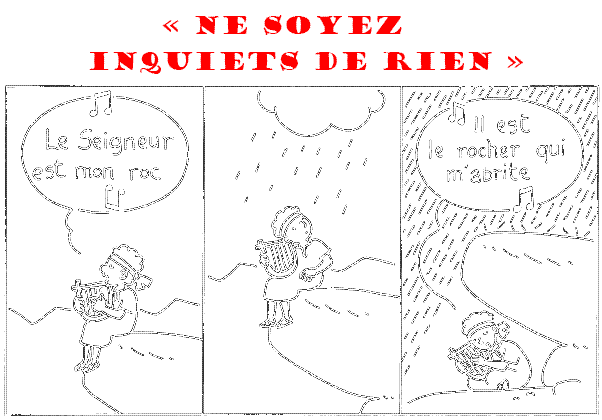 « NE SOYEZ
INQUIETS DE RIEN »
Le Seigneur
est mon roc
Il est
le rocher qui
m'abrite